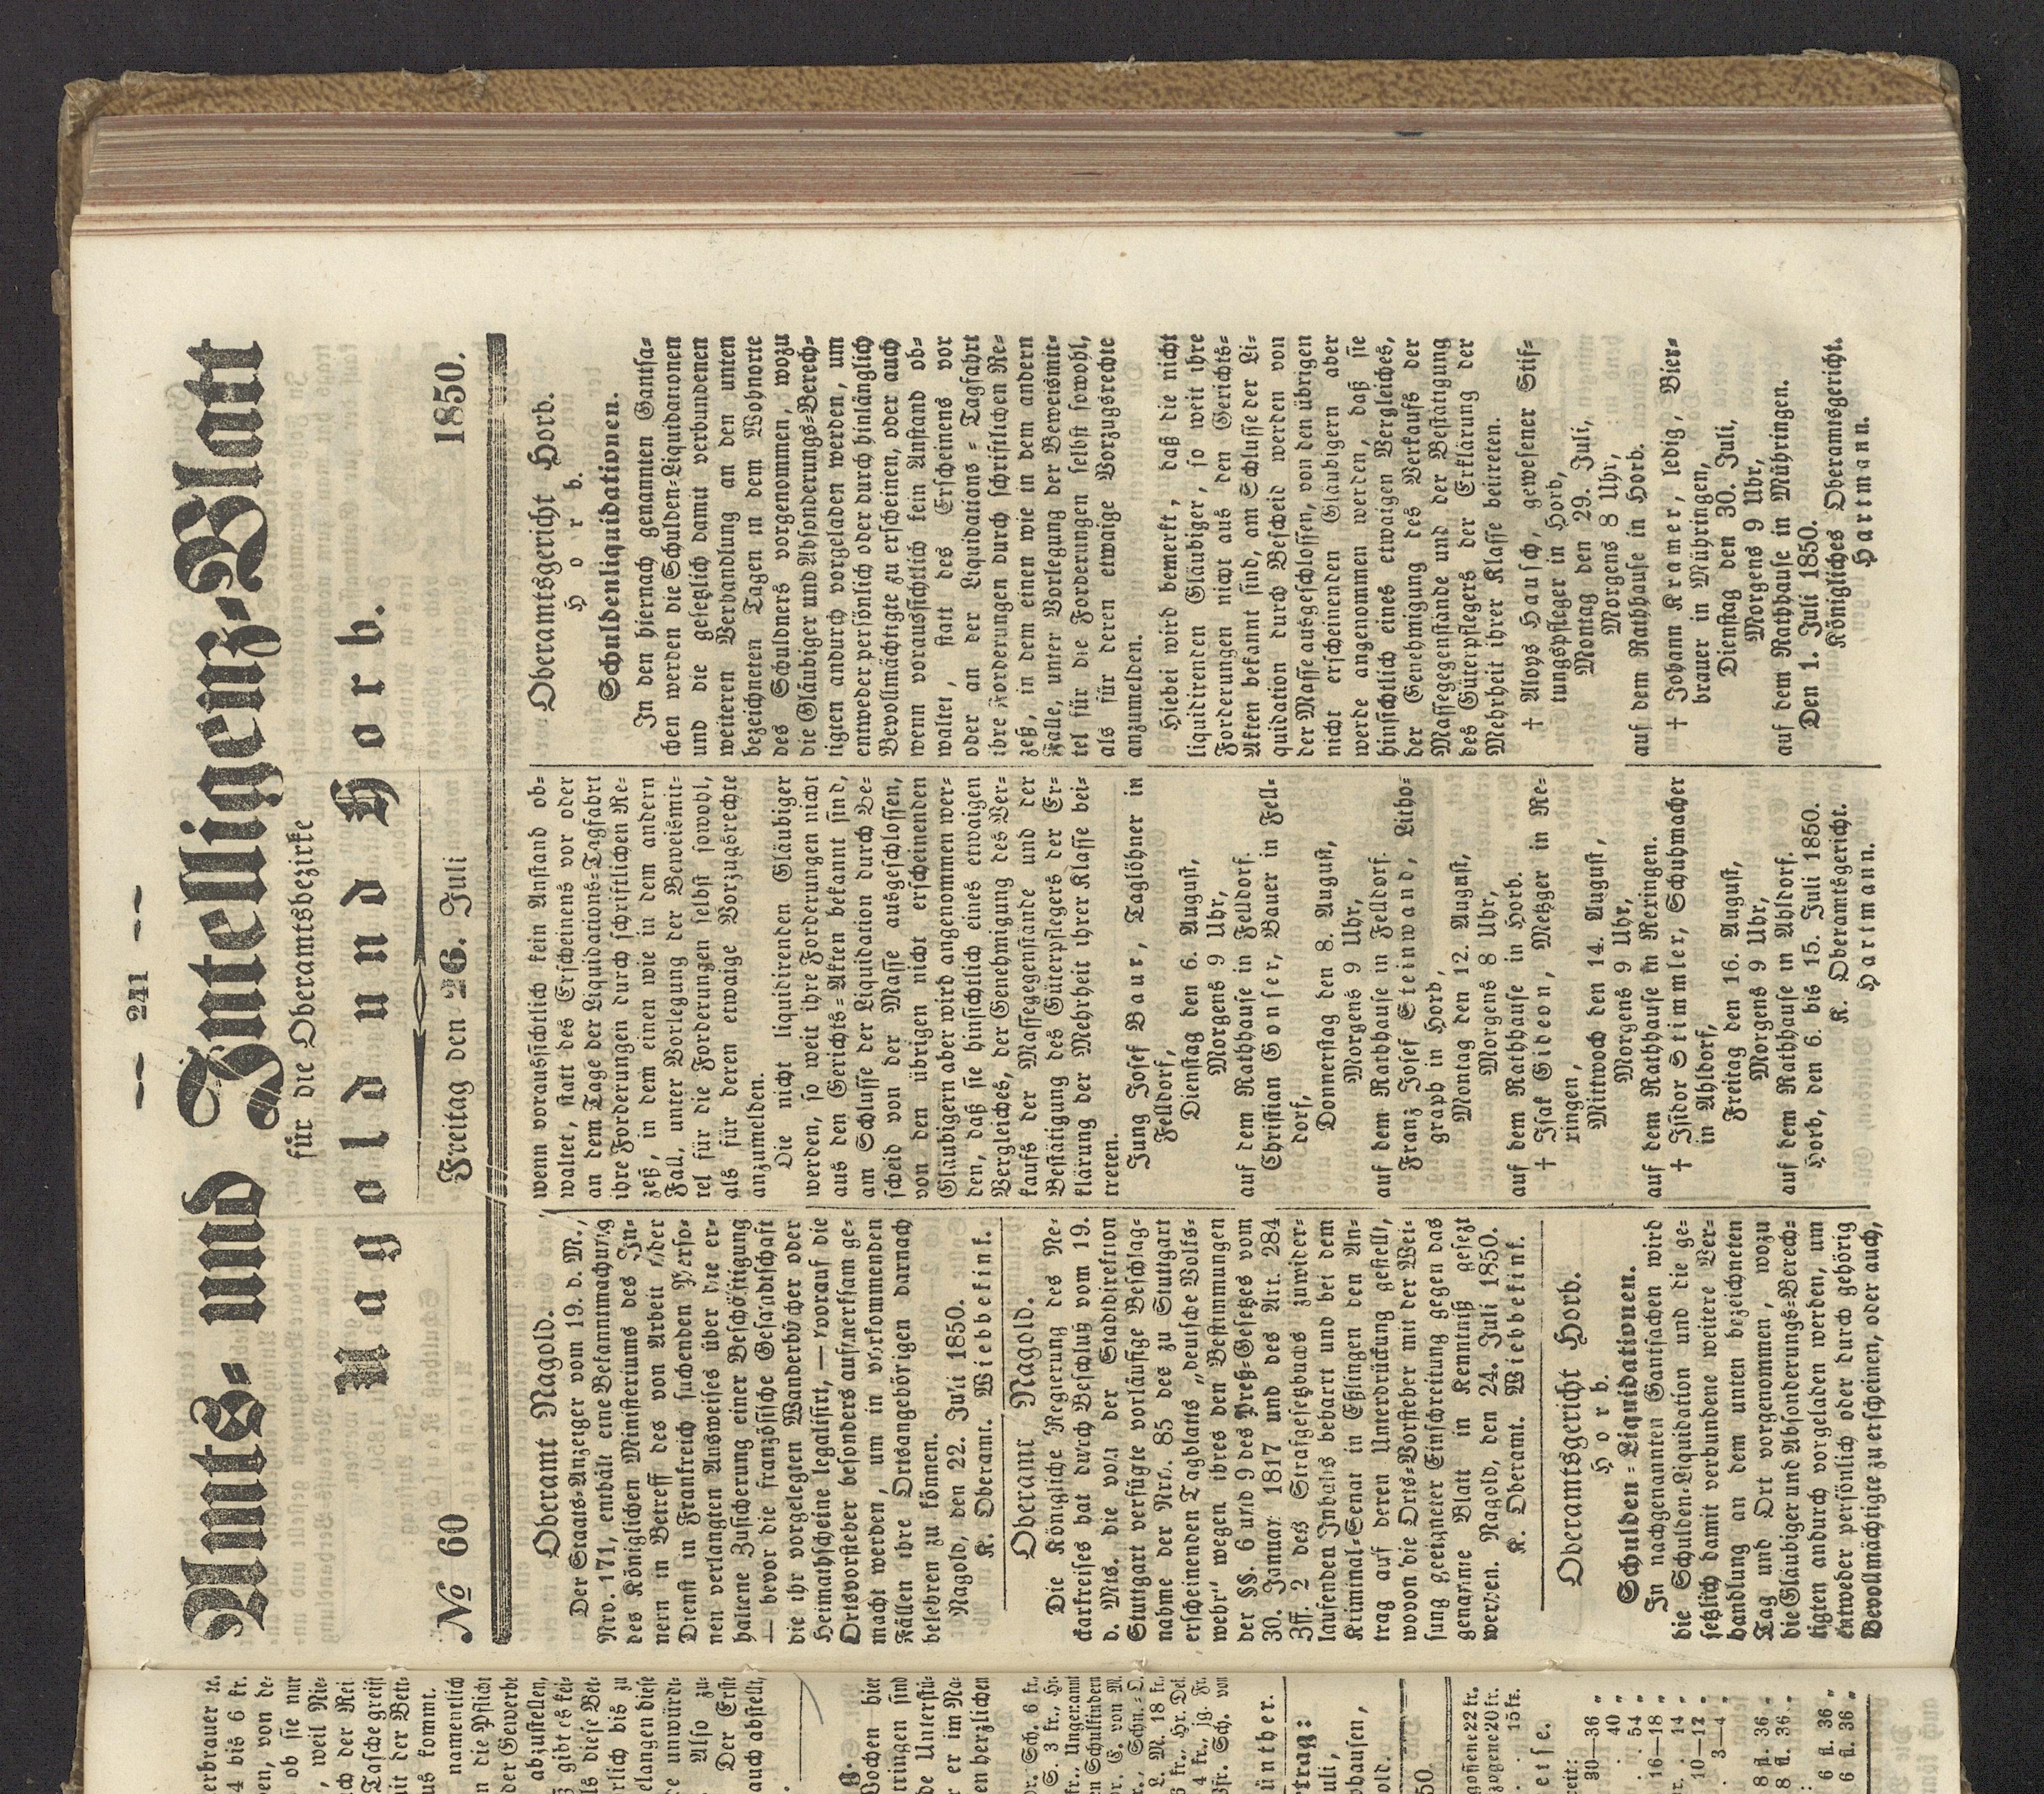 — 241 —
Amts- und Intelligenz-Blatt
für die Oberamtsbezirke
Nagold und Horb.
№ 60
Freitag den 26. Juli
1850.
Oberamt Nagold.
Der Staats-Anzeiger vom 19. d. M.,
Nro. 171, enthält eine Bekanntmachung
des Königlichen Ministeriums des In-
nern in Betreff des von Arbeit oder
Dienst in Frankreich suchenden Perso-
nen verlangten Ausweises über die er-
haltene Zusicherung einer Beschäftigung
— bevor die französische Gesandtschaft
die ihr vorgelegten Wanderbücher oder
Heimathscheine legalisirt, — worauf die
Ortsvorsteher besonders aufmerksam ge-
macht werden, um in vorkommenden
Fällen ihre Ortsangehörigen darnach
belehren zu können.
Nagold, den 22. Juli 1850.
K. Oberamt. Wiebbekink.
Oberamt Nagold.
Die Königliche Regierung des Ne-
ckarkreises hat durch Beschluß vom 19.
d. Mts. die von der Stadtdirektion
Stuttgart verfügte vorläufige Beschlag-
nahme der Nro. 85 des zu Stuttgart
erscheinenden Tagblatts „deutsche Volks-
wehr“ wegen ihres den Bestimmungen
der §§. 6 und 9 des Preß-Gesetzes vom
30. Januar 1817 und des Art. 284
Zff. 2 deß Strafgesetzbuchs zuwider-
laufenden Inhalts beharrt und bei dem
Kriminal-Senat in Eßlingen den An-
trag auf deren Unterdrückung gestellt,
wovon die Orts-Vorsteher mit der Wei-
sung geeigneter Einschreitung gegen das
genannte Blatt in Kenntniß gesezt
werden. Nagold, den 24. Juli 1850.
K. Oberamt. Wiebbekink.
Oberamtsgericht Horb.
Horb.
Schulden-Liquidationen.
In nachgenannten Gantsachen wird
die Schulden-Liquidation und die ge-
setzlich damit verbundene weitere Ver-
handlung an dem unten bezeichneten
Tag und Ort vorgenommen, wozu
die Gläubiger und Absonderungs-Berech-
tigten andurch vorgeladen werden, um
entweder persönlich oder durch gehörig
Bevollmächtigte zu erscheinen, oder auch,
wenn voraussichtlich kein Anstand ob-
waltet, statt des Erscheinens vor oder
an dem Tage der Liquidations-Tagfahrt
ihre Forderungen durch schriftlichen Re-
zeß, in dem einen wie in dem andern
Fall, unter Vorlegung der Beweismit-
tel für die Forderungen selbst sowohl,
als für deren etwaige Vorzugsrechte
anzumelden.
Die nicht liquidirenden Gläubiger
werden, so weit ihre Forderungen nicht
aus den Gerichts-Akten bekannt sind,
am Schlusse der Liquidation durch Be-
scheid von der Masse ausgeschlossen,
von den übrigen nicht erscheinenden
Gläubigern aber wird angenommen wer-
den, daß sie hinsichtlich eines etwaigen
Vergleiches, der Genehmigung des Ver-
kaufs der Massegegenstände und der
Bestätigung des Güterpflegers der Er-
klärung der Mehrheit ihrer Klasse bei-
treten.
Jung Josef Baur, Taglöhner in
Felldorf,
Dienstag den 6. August,
Morgens 9 Uhr,
auf dem Rathhause in Felldorf.
Christian Gonser, Bauer in Fell-
dorf,
Donnerstag den 8. August,
Morgens 9 Uhr,
auf dem Rathhause in Felldorf.
Franz Josef Steinwand, Litho-
graph in Horb,
Montag den 12. August,
Morgens 8 Uhr,
auf dem Rathhause in Horb.
† Isak Gideon, Metzger in Re-
xingen,
Mittwoch den 14. August,
Morgens 9 Uhr,
auf dem Rathhause in Rexingen.
† Isidor Stimmler, Schuhmacher
in Ahldorf,
Freitag den 16. August,
Morgens 9 Uhr,
auf dem Rathhause in Ahldorf.
Horb, den 6. bis 15. Juli 1850.
K. Oberamtsgericht.
Hartmann.
Oberamtsgericht Horb.
Horb.
Schuldenliquidationen.
In den hiernach genannten Gantsa-
chen werden die Schulden-Liquidationen
und die gesetzlich damit verbundenen
weiteren Verhandlung an den unten
bezeichneten Tagen in dem Wohnorte
des Schuldners vorgenommen, wozu
die Gläubiger und Absonderungs-Berech-
tigten andurch vorgeladen werden, um
entweder persönlich oder durch hinlänglich
Bevollmächtigte zu erscheinen, oder auch
wenn voraussichtlich kein Anstand ob-
waltet, statt des Erscheinens vor
oder an der Liquidations-Tagfahrt
ihre Forderungen durch schriftlichen Re-
zeß, in dem einen wie in dem andern
Falle, unter Vorlegung der Beweismit-
tel für die Forderungen selbst sowohl,
als für deren etwaige Vorzugsrechte
anzumelden.
Hiebei wird bemerkt, daß die nicht
liquidirenden Gläubiger, so weit ihre
Forderungen nicht aus den Gerichts-
Akten bekannt sind, am Schlusse der Li-
quidation durch Bescheid werden von
der Masse ausgeschlossen, von den übrigen
nicht erscheinenden Gläubigern aber
werde angenommen werden, daß sie
hinsichtlich eines etwaigen Vergleiches,
der Genehmigung des Verkaufs der
Massegegenstände und der Bestätigung
des Güterpflegers der Erklärung der
Mehrheit ihrer Klasse beitreten.
† Aloys Hausch, gewesener Stif-
tungspfleger in Horb,
Montag den 29. Juli,
Morgens 8 Uhr,
auf dem Rathhause in Horb.
† Johann Kramer, ledig, Bier-
brauer in Mühringen,
Dienstag den 30. Juli,
Morgens 9 Uhr,
auf dem Rathhause in Mühringen.
Den 1. Juli 1850.
Königliches Oberamtsgericht.
Hartmann.